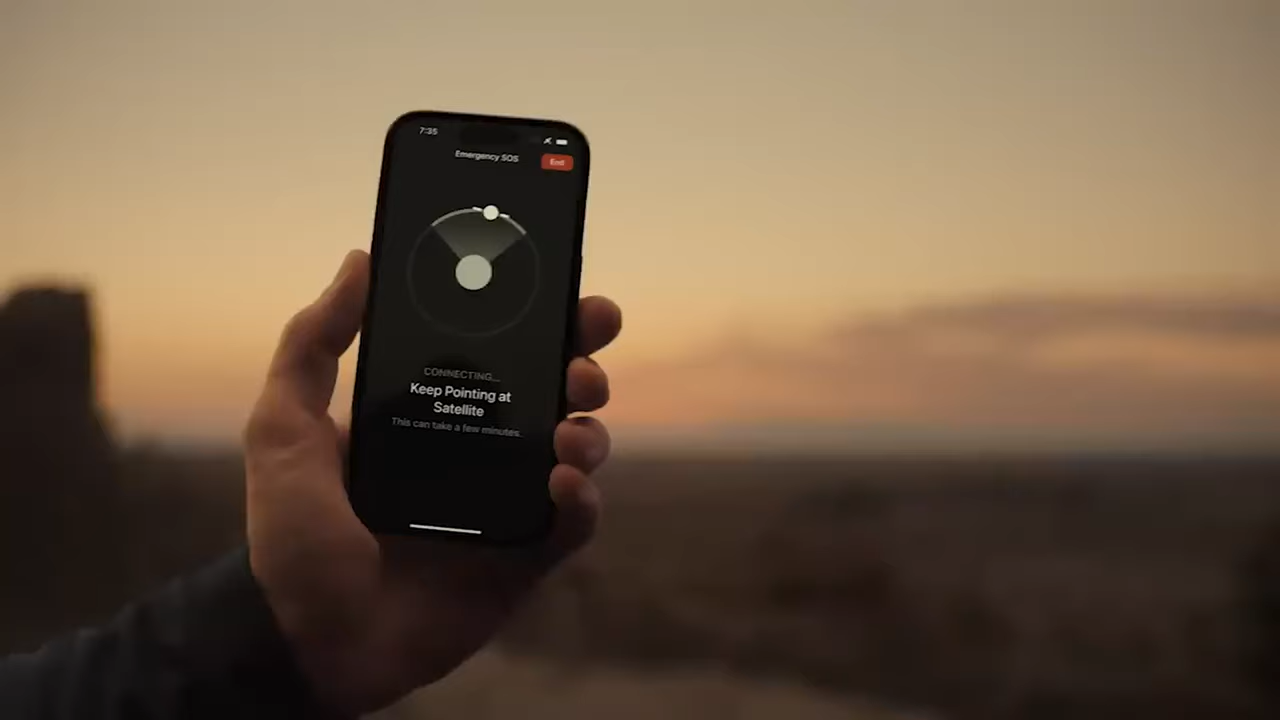 7:35
Emergency SOS
End
CONNECTING...
Keep Pointing at
Satellite
This can take a few minutes.